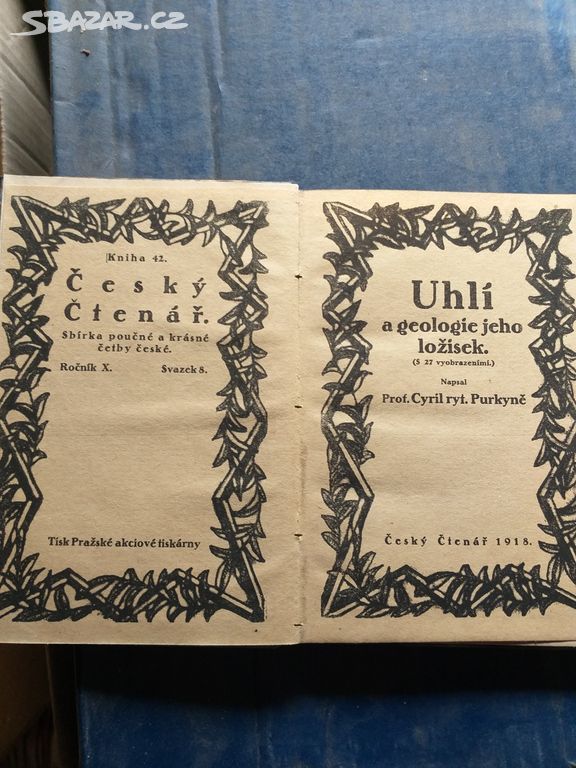 SBAZAR.CZ
Kniha 42.
Český
Čtenář.
Sbírka poučné a krásné
četby české.
Ročník X. Svazek 8.
Tisk Pražské akciové tiskárny
Uhlí
a geologie jeho
ložisek.
(S 27 vyobrazeními.)
Napsal
Prof. Cyril ryt. Purkyně
Český Čtenář 1918.